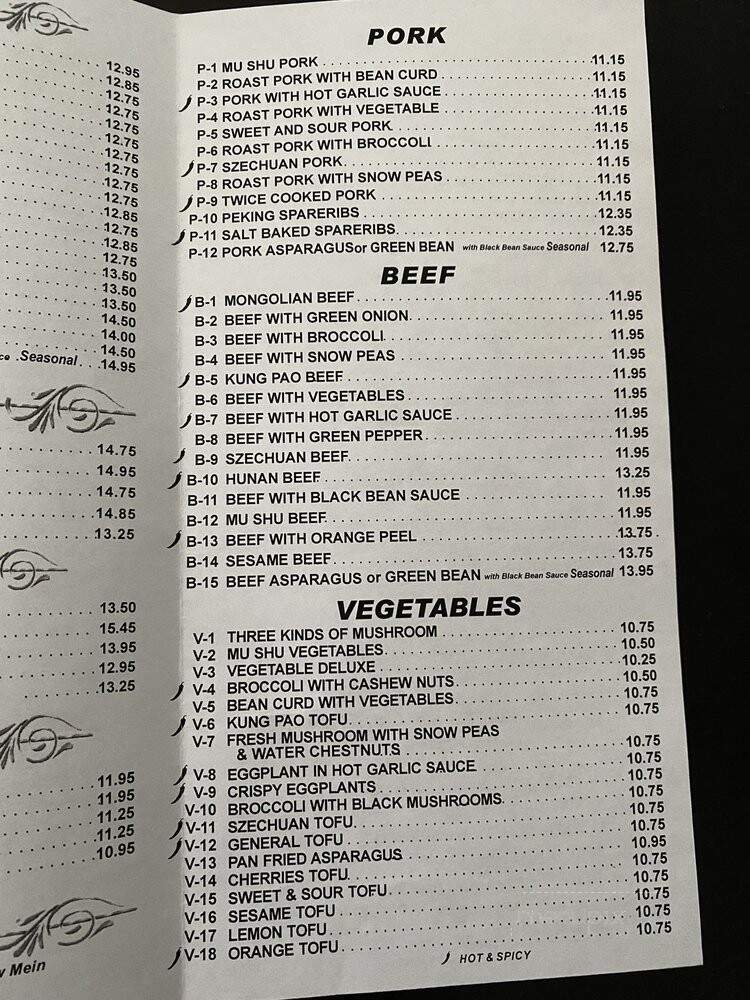 12.95
12.85
12.75
12.75
12.75
12.75
12.75
12.75
12.75
12.75
12.85
12.75
12.85
12.75
13.50
13.50
13.50
14.50
14.00
14.50
Seasonal . . .14.95
14.75
14.95
14.75
14.85
13.25
13.50
15.45
13.95
12.95
13.25
11.95
11.95
11.25
11.25
10.95
Mein
PORK
P-1 MU SHU PORK 11.15
P-2 ROAST PORK WITH BEAN CURD 11.15
P-3 PORK WITH HOT GARLIC SAUCE 11.15
P-4 ROAST PORK WITH VEGETABLE 11.15
P-5 SWEET AND SOUR PORK 11.15
P-6 ROAST PORK WITH BROCCOLI 11.15
P-7 SZECHUAN PORK 11.15
P-8 ROAST PORK WITH SNOW PEAS 11.15
P-9 TWICE COOKED PORK 11.15
P-10 PEKING SPARERIBS 12.35
P-11 SALT BAKED SPARERIBS 12.35
P-12 PORK ASPARAGUS or GREEN BEAN with Black Bean Sauce Seasonal 12.75
BEEF
B-1 MONGOLIAN BEEF 11.95
B-2 BEEF WITH GREEN ONION 11.95
B-3 BEEF WITH BROCCOLI 11.95
B-4 BEEF WITH SNOW PEAS 11.95
B-5 KUNG PAO BEEF 11.95
B-6 BEEF WITH VEGETABLES 11.95
B-7 BEEF WITH HOT GARLIC SAUCE 11.95
B-8 BEEF WITH GREEN PEPPER 11.95
B-9 SZECHUAN BEEF 11.95
B-10 HUNAN BEEF 13.25
B-11 BEEF WITH BLACK BEAN SAUCE 11.95
B-12 MU SHU BEEF 11.95
B-13 BEEF WITH ORANGE PEEL 13.75
B-14 SESAME BEEF 13.75
B-15 BEEF ASPARAGUS or GREEN BEAN with Black Bean Sauce Seasonal 13.95
VEGETABLES
V-1 THREE KINDS OF MUSHROOM 10.75
V-2 MU SHU VEGETABLES 10.50
V-3 VEGETABLE DELUXE 10.25
V-4 BROCCOLI WITH CASHEW NUTS 10.50
V-5 BEAN CURD WITH VEGETABLES 10.75
V-6 KUNG PAO TOFU 10.75
V-7 FRESH MUSHROOM WITH SNOW PEAS
& WATER CHESTNUTS 10.75
V-8 EGGPLANT IN HOT GARLIC SAUCE 10.75
V-9 CRISPY EGGPLANTS 10.75
V-10 BROCCOLI WITH BLACK MUSHROOMS 10.75
V-11 SZECHUAN TOFU 10.75
V-12 GENERAL TOFU 10.75
V-13 PAN FRIED ASPARAGUS 10.95
V-14 CHERRIES TOFU 10.75
V-15 SWEET & SOUR TOFU 10.75
V-16 SESAME TOFU 10.75
V-17 LEMON TOFU 10.75
V-18 ORANGE TOFU 10.75
HOT & SPICY